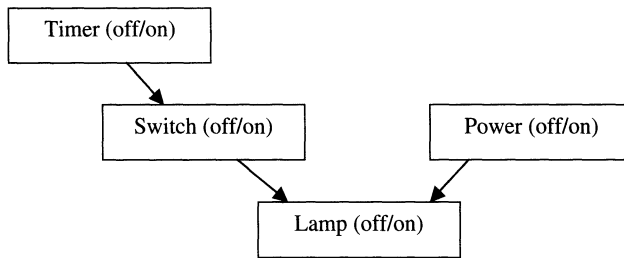 Timer (off/on)
Switch (off/on)
Power (off/on)
Lamp (off/on)